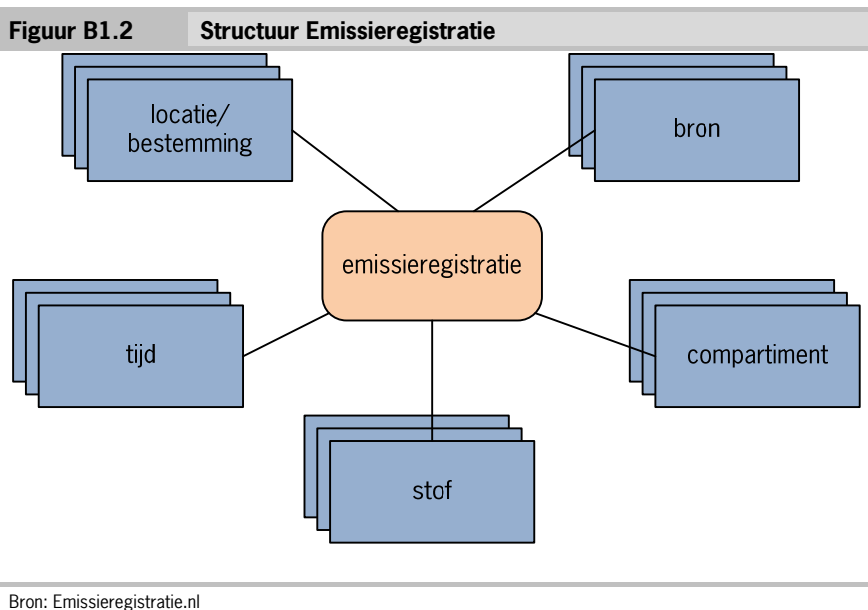 Figuur B1.2 Structuur Emissieregistratie
locatie/
bestemming
bron
emissieregistratie
tijd
compartiment
stof
Bron: Emissieregistratie.nl